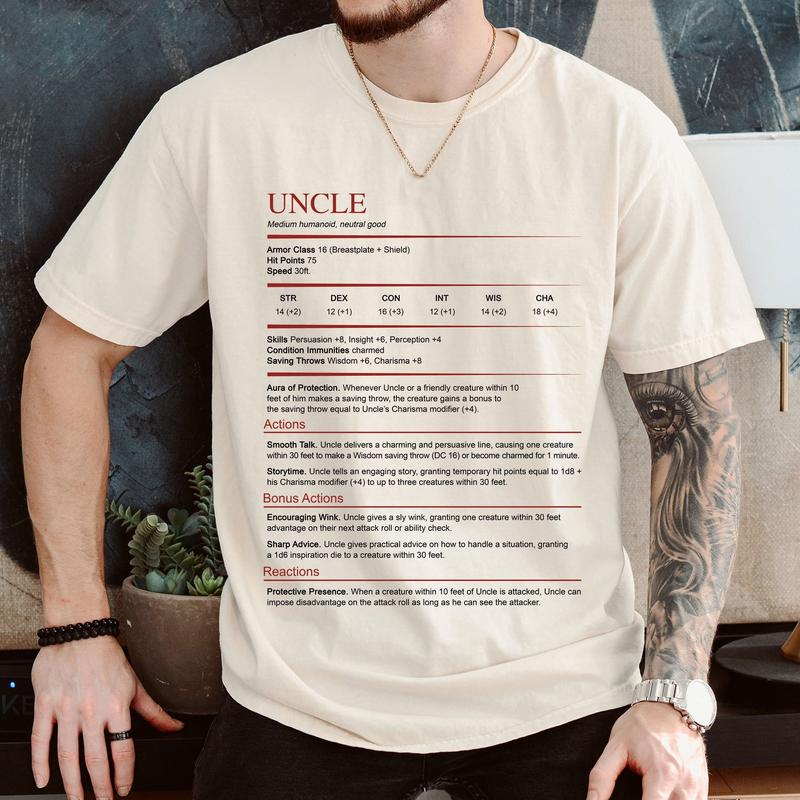 UNCLE
Medium humanoid, neutral good
Armor Class 16 (Breastplate + Shield)
Hit Points 75
Speed 30ft.
STR DEX CON INT WIS CHA
14 (+2) 12 (+1) 16 (+3) 12 (+1) 14 (+2) 18 (+4)
Skills Persuasion +8, Insight +6, Perception +4
Condition Immunities charmed
Saving Throws Wisdom +6, Charisma +8
Aura of Protection. Whenever Uncle or a friendly creature within 10
feet of him makes a saving throw, the creature gains a bonus to
the saving throw equal to Uncle's Charisma modifier (+4).
Actions
Smooth Talk. Uncle delivers a charming and persuasive line, causing one creature
within 30 feet to make a Wisdom saving throw (DC 16) or become charmed for 1 minute.
Storytime. Uncle tells an engaging story, granting temporary hit points equal to 1d8 +
his Charisma modifier (+4) to up to three creatures within 30 feet.
Bonus Actions
Encouraging Wink. Uncle gives a sly wink, granting one creature within 30 feet
advantage on their next attack roll or ability check.
Sharp Advice. Uncle gives practical advice on how to handle a situation, granting
a 1d6 inspiration die to a creature within 30 feet.
Reactions
Protective Presence. When a creature within 10 feet of Uncle is attacked, Uncle can
impose disadvantage on the attack roll as long as he can see the attacker.